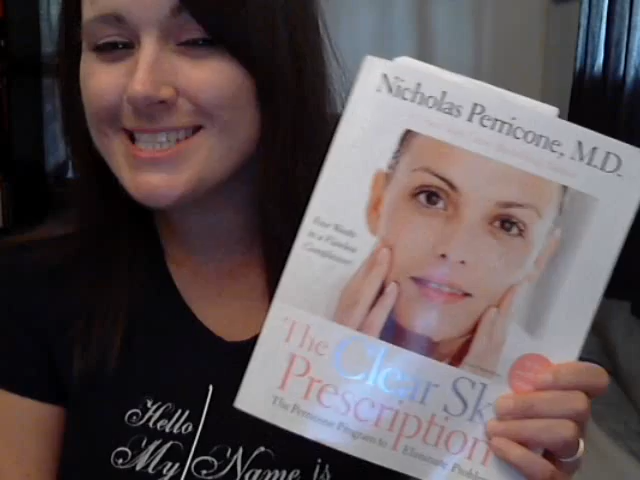 Nicholas Perricone, M.D.
Four Weeks
to a Flawless
Complexion
The Clear Sk
Prescription
The Perricone Program to Eliminate Proble
Hello
My Name is